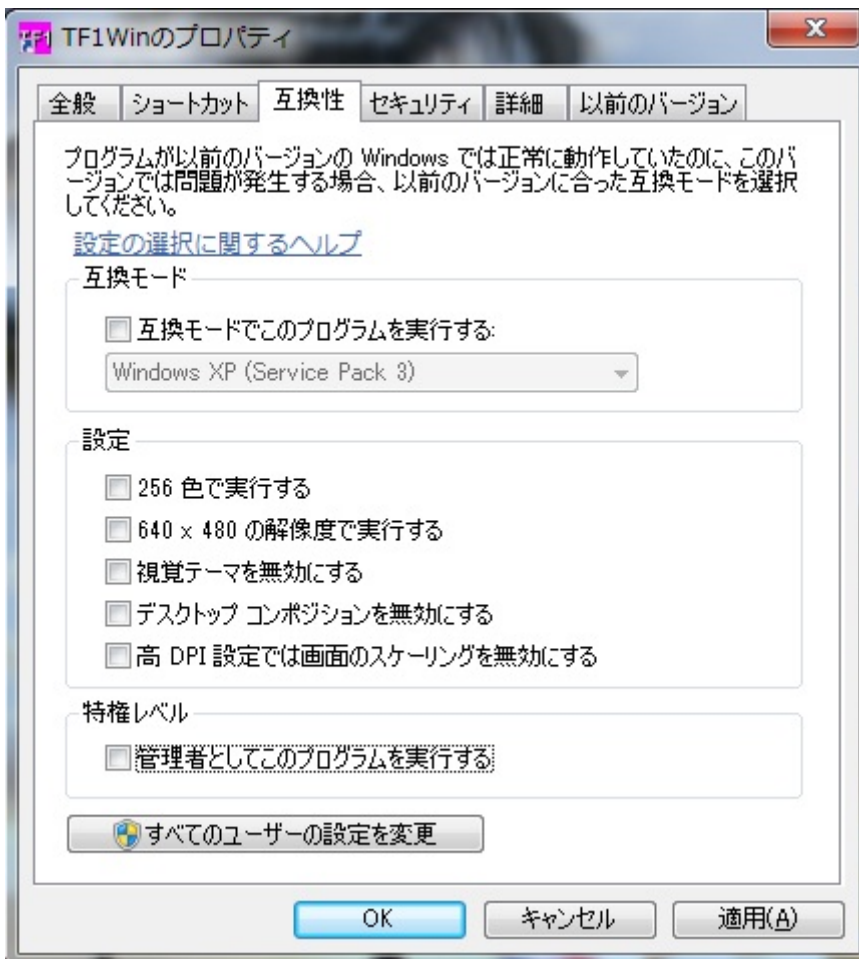 TF1 TF1Winのプロパティ
全般 ショートカット 互換性 セキュリティ 詳細 以前のバージョン
プログラムが以前のバージョンの Windows では正常に動作していたのに、このバ
ージョンでは問題が発生する場合、以前のバージョンに合った互換モードを選択
してください。
設定の選択に関するヘルプ
互換モード
互換モードでこのプログラムを実行する:
Windows XP (Service Pack 3)
設定
256 色で実行する
640 x 480 の解像度で実行する
視覚テーマを無効にする
デスクトップ コンポジションを無効にする
高 DPI 設定では画面のスケーリングを無効にする
特権レベル
管理者としてこのプログラムを実行する
すべてのユーザーの設定を変更
OK キャンセル 適用(A)